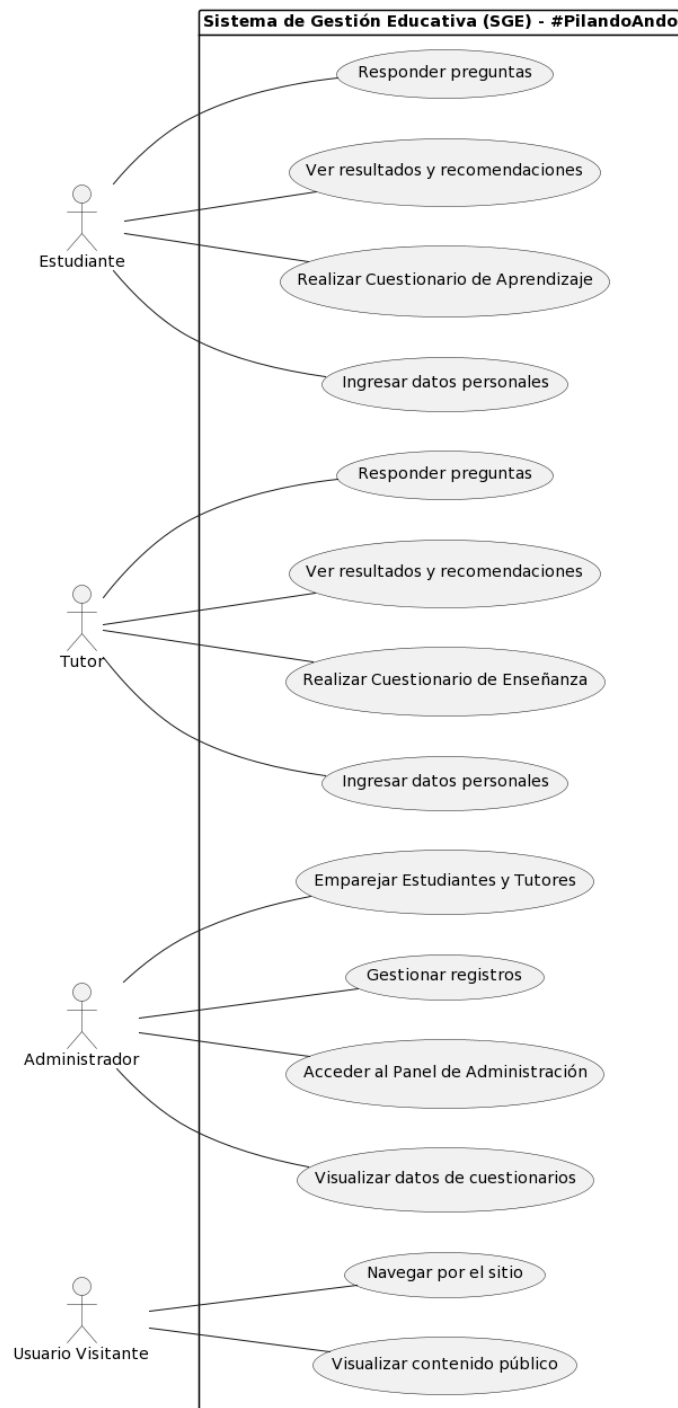 Sistema de Gestión Educativa (SGE) - #PilandoAndo
Responder preguntas
Ver resultados y recomendaciones
Estudiante
Realizar Cuestionario de Aprendizaje
Ingresar datos personales
Responder preguntas
Ver resultados y recomendaciones
Tutor
Realizar Cuestionario de Enseñanza
Ingresar datos personales
Emparejar Estudiantes y Tutores
Gestionar registros
Administrador
Acceder al Panel de Administración
Visualizar datos de cuestionarios
Navegar por el sitio
Usuario Visitante
Visualizar contenido público